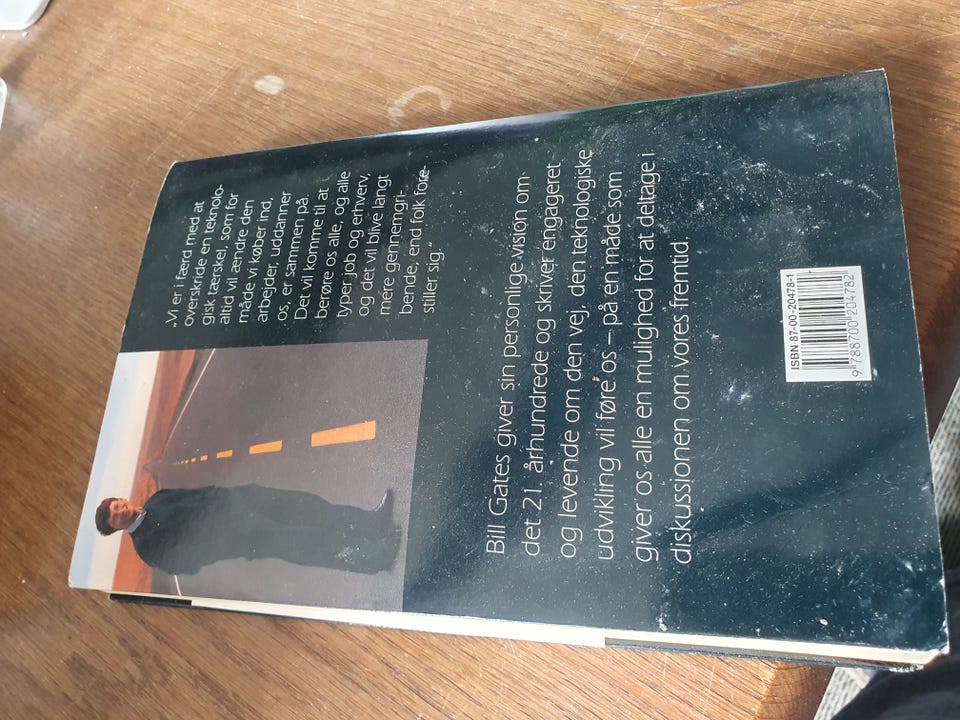 „Vi er i færd med at
overskride en teknolo-
gisk tærskel, som for
altid vil ændre den
måde vi køber ind,
arbejder, uddanner
os, er sammen på.
Det vil komme til at
berøre os alle, og alle
typer job og erhverv,
og det vil blive langt
mere gennemgri-
bende, end folk fore-
stiller sig.“
Bill Gates giver sin personlige vision om
det 21. århundrede og skriver engageret
og levende om den vej, den teknologiske
udvikling vil føre os – på en måde som
giver os alle en mulighed for at deltage i
diskussionen om vores fremtid.
ISBN 87-00-20478-1
9 788700 204782